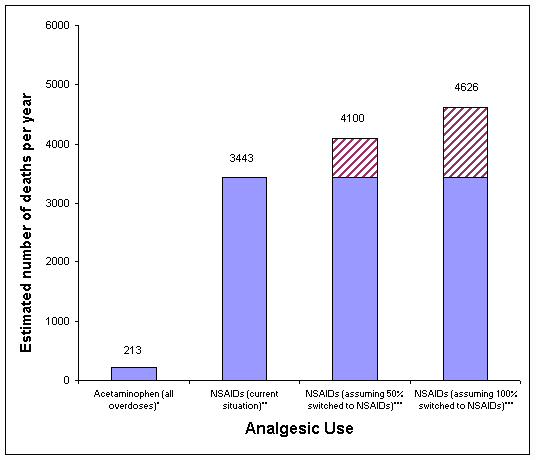 6000
5000
4000
3000
2000
1000
0
Estimated number of deaths per year
213
3443
4100
4626
Acetaminophen (all
overdoses)*
NSAIDs (current
situation)**
NSAIDs (assuming 50%
switched to NSAIDs)***
NSAIDs (assuming 100%
switched to NSAIDs)***
Analgesic Use